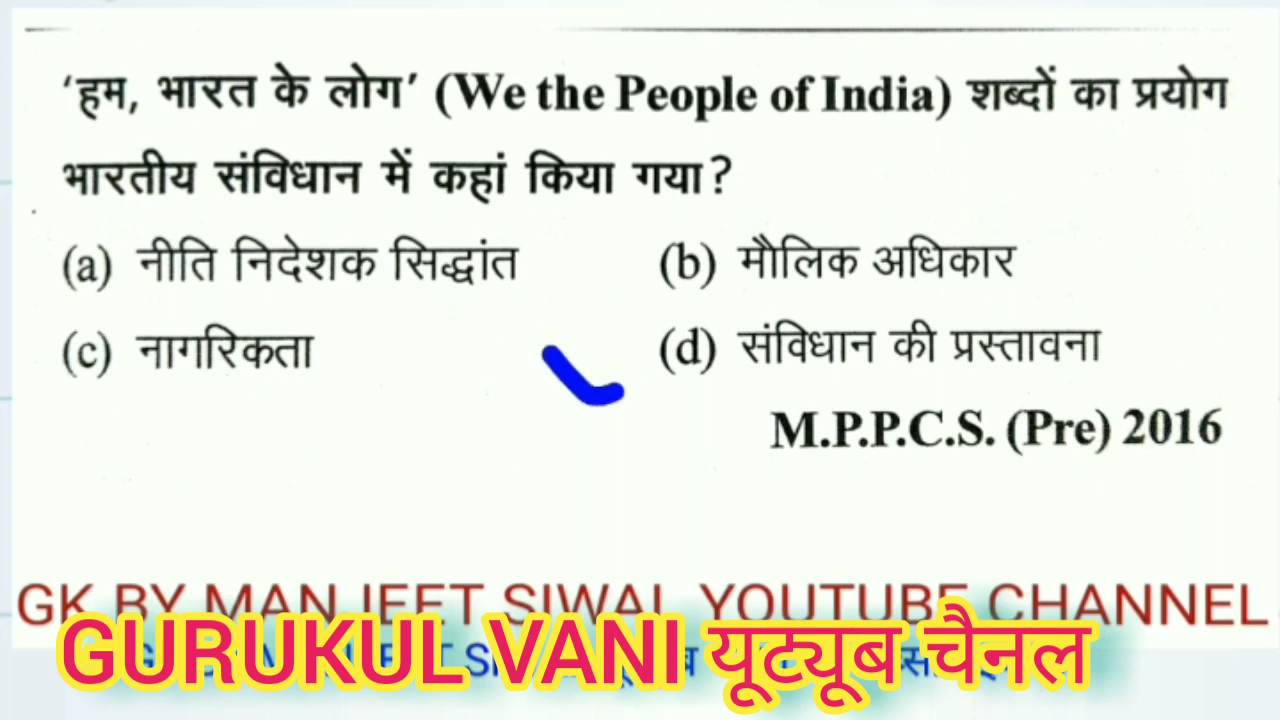 ‘हम, भारत के लोग’ (We the People of India) शब्दों का प्रयोग
भारतीय संविधान में कहां किया गया?
(a) नीति निदेशक सिद्धांत (b) मौलिक अधिकार
(c) नागरिकता (d) संविधान की प्रस्तावना
M.P.P.C.S. (Pre) 2016
GK BY MANJEET SIWAL YOUTUBE CHANNEL
GURUKUL VANI यूट्यूब चैनल